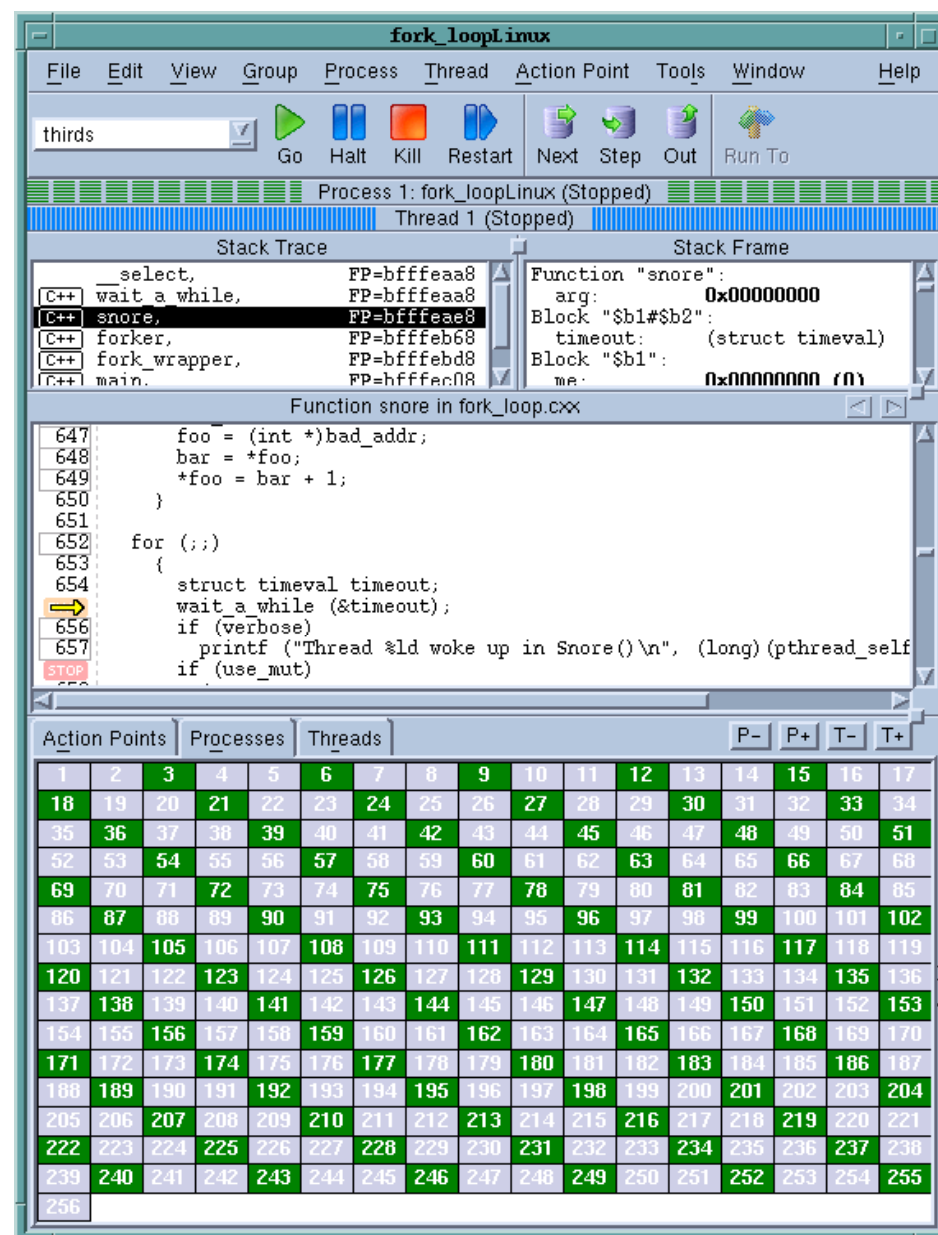 fork_loopLinux
File Edit View Group Process Thread Action Point Tools Window Help
thirds Go Halt Kill Restart Next Step Out Run To
Process 1: fork_loopLinux (Stopped)
Thread 1 (Stopped)
Stack Trace
__select, FP=bfffeaa8
C++ wait_a_while, FP=bfffeaa8
C++ snore, FP=bfffeae8
C++ forker, FP=bfffeb68
C++ fork_wrapper, FP=bfffebd8
C++ main, FP=bfffec08
Stack Frame
Function "snore":
arg: 0x00000000
Block "$b1#$b2":
timeout: (struct timeval)
Block "$b1":
me: 0x00000000 (0)
Function snore in fork_loop.cxx
647 foo = (int *)bad_addr;
648 bar = *foo;
649 *foo = bar + 1;
650 }
651
652 for (;;)
653 {
654 struct timeval timeout;
wait_a_while (&timeout);
656 if (verbose)
657 printf ("Thread %ld woke up in Snore()\n", (long)(pthread_self
STOP if (use_mut)
Action Points Processes Threads P- P+ T- T+
1 2 3 4 5 6 7 8 9 10 11 12 13 14 15 16 17
18 19 20 21 22 23 24 25 26 27 28 29 30 31 32 33 34
35 36 37 38 39 40 41 42 43 44 45 46 47 48 49 50 51
52 53 54 55 56 57 58 59 60 61 62 63 64 65 66 67 68
69 70 71 72 73 74 75 76 77 78 79 80 81 82 83 84 85
86 87 88 89 90 91 92 93 94 95 96 97 98 99 100 101 102
103 104 105 106 107 108 109 110 111 112 113 114 115 116 117 118 119
120 121 122 123 124 125 126 127 128 129 130 131 132 133 134 135 136
137 138 139 140 141 142 143 144 145 146 147 148 149 150 151 152 153
154 155 156 157 158 159 160 161 162 163 164 165 166 167 168 169 170
171 172 173 174 175 176 177 178 179 180 181 182 183 184 185 186 187
188 189 190 191 192 193 194 195 196 197 198 199 200 201 202 203 204
205 206 207 208 209 210 211 212 213 214 215 216 217 218 219 220 221
222 223 224 225 226 227 228 229 230 231 232 233 234 235 236 237 238
239 240 241 242 243 244 245 246 247 248 249 250 251 252 253 254 255
256